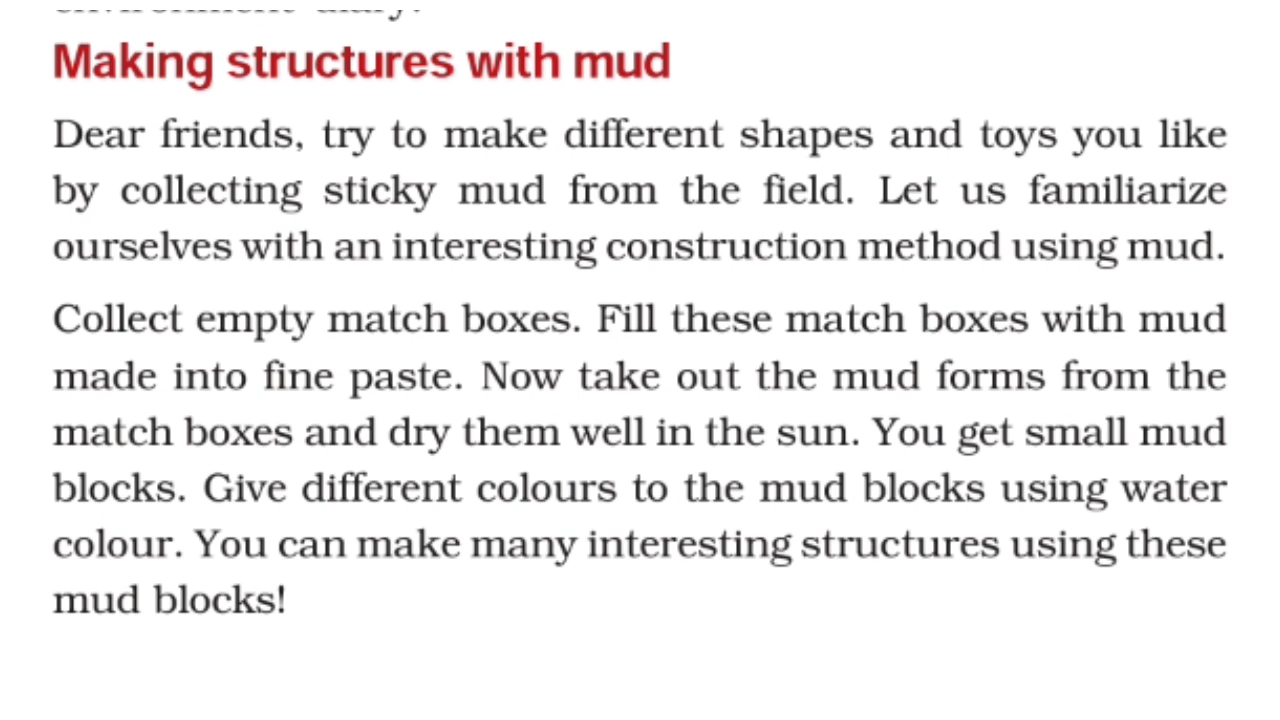 Making structures with mud
Dear friends, try to make different shapes and toys you like
by collecting sticky mud from the field. Let us familiarize
ourselves with an interesting construction method using mud.
Collect empty match boxes. Fill these match boxes with mud
made into fine paste. Now take out the mud forms from the
match boxes and dry them well in the sun. You get small mud
blocks. Give different colours to the mud blocks using water
colour. You can make many interesting structures using these
mud blocks!